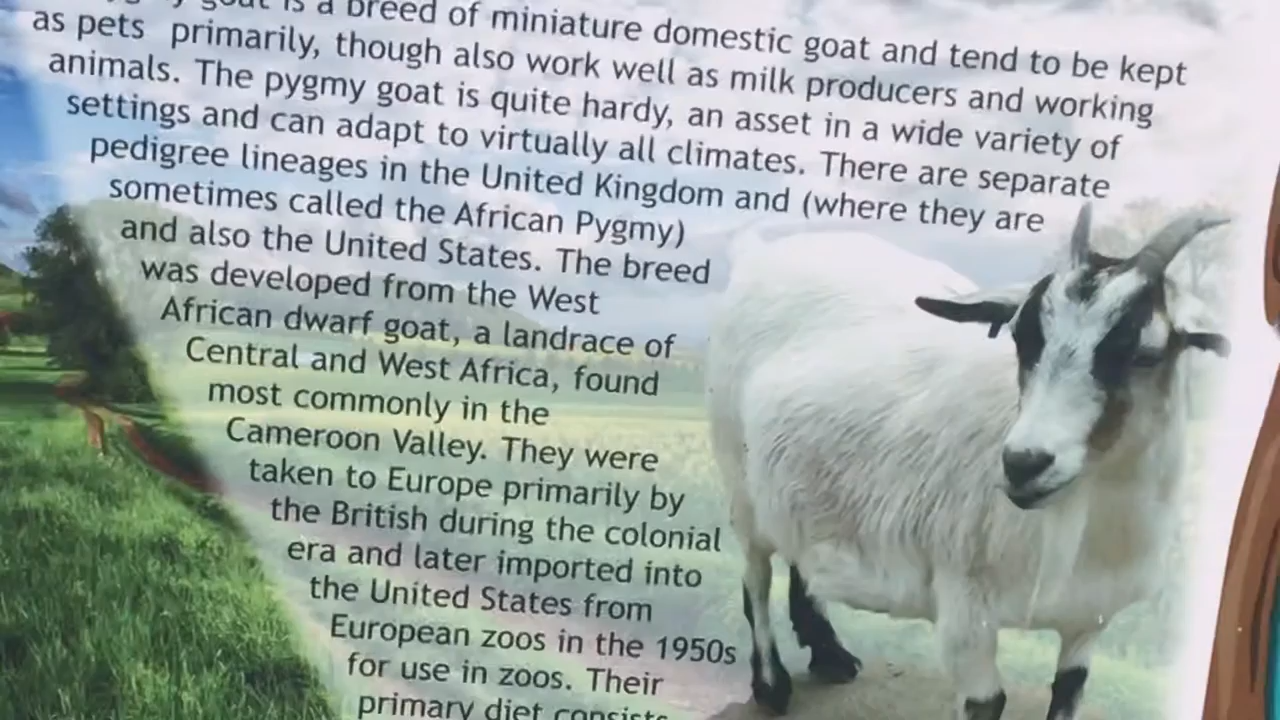 goat is a breed of miniature domestic goat and tend to be kept
as pets primarily, though also work well as milk producers and working
animals. The pygmy goat is quite hardy, an asset in a wide variety of
settings and can adapt to virtually all climates. There are separate
pedigree lineages in the United Kingdom and (where they are
sometimes called the African Pygmy)
and also the United States. The breed
was developed from the West
African dwarf goat, a landrace of
Central and West Africa, found
most commonly in the
Cameroon Valley. They were
taken to Europe primarily by
the British during the colonial
era and later imported into
the United States from
European zoos in the 1950s
for use in zoos. Their
primary diet consists